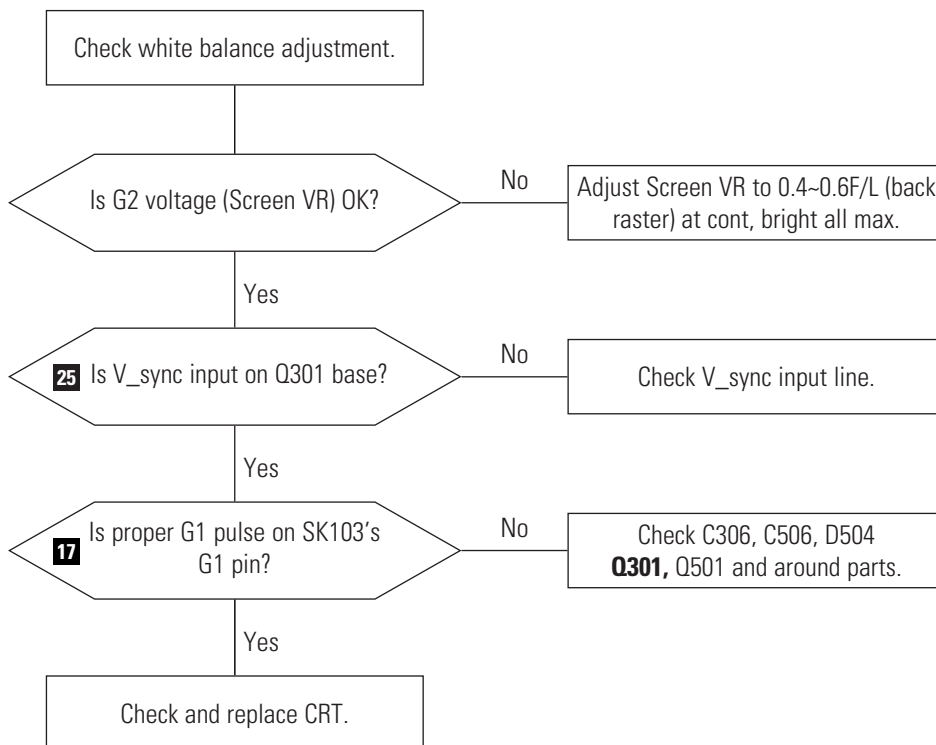 Check white balance adjustment.
Is G2 voltage (Screen VR) OK?
No
Adjust Screen VR to 0.4~0.6F/L (back
raster) at cont, bright all max.
Yes
25 Is V_sync input on Q301 base?
No
Check V_sync input line.
Yes
17 Is proper G1 pulse on SK103's
G1 pin?
No
Check C306, C506, D504
Q301, Q501 and around parts.
Yes
Check and replace CRT.